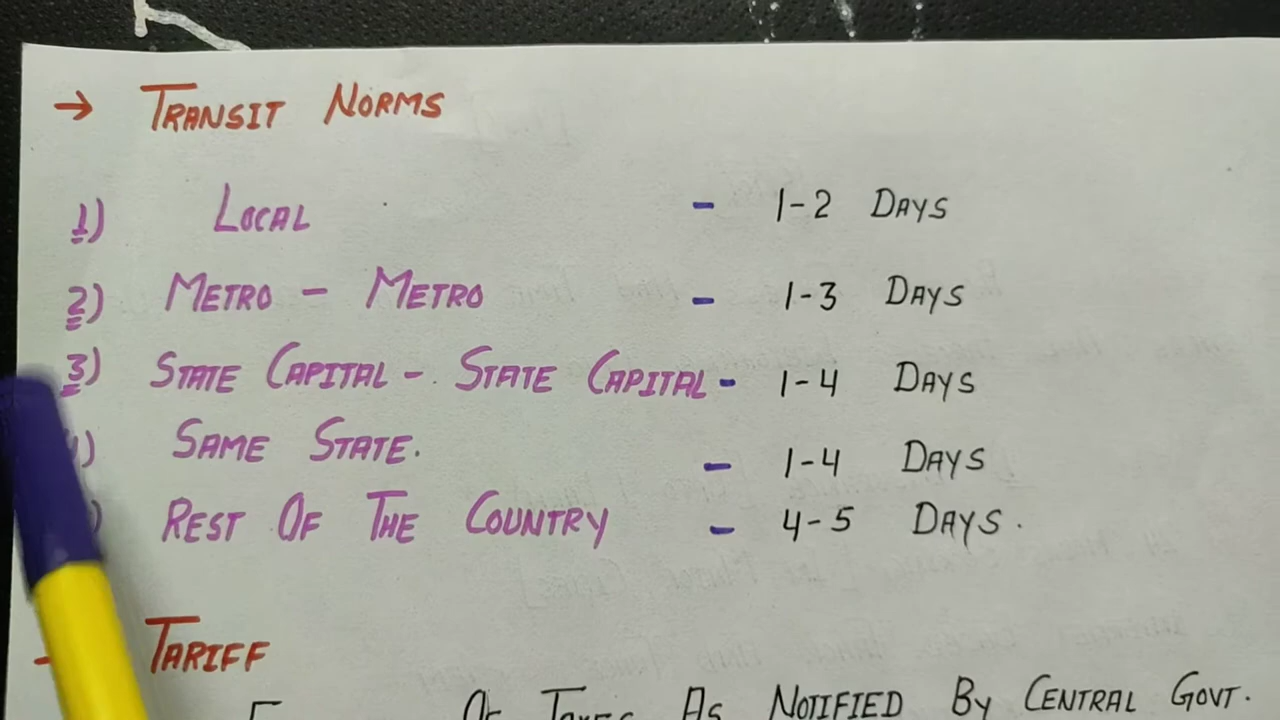 → TRANSIT NORMS
1) LOCAL - 1-2 DAYS
2) METRO - METRO - 1-3 DAYS
3) STATE CAPITAL - STATE CAPITAL - 1-4 DAYS
) SAME STATE. - 1-4 DAYS
) REST OF THE COUNTRY - 4-5 DAYS.
TARIFF
OF TAXES AS NOTIFIED BY CENTRAL GOVT.